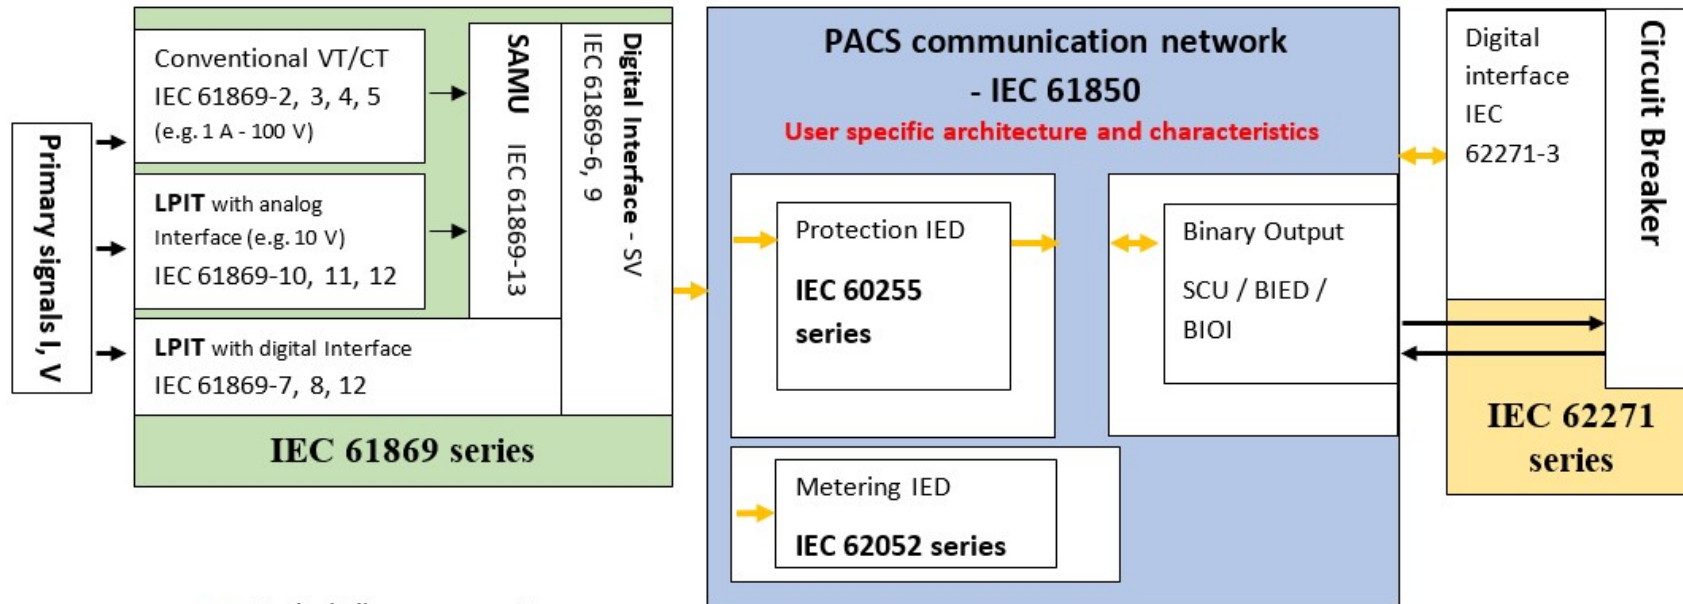 Primary signals I, V
Conventional VT/CT
IEC 61869-2, 3, 4, 5
(e.g. 1 A - 100 V)
LPIT with analog
Interface (e.g. 10 V)
IEC 61869-10, 11, 12
LPIT with digital Interface
IEC 61869-7, 8, 12
SAMU IEC 61869-13
Digital Interface - SV
IEC 61869-6, 9
IEC 61869 series
PACS communication network
- IEC 61850
User specific architecture and characteristics
Protection IED
IEC 60255
series
Binary Output
SCU / BIED /
BIOI
Metering IED
IEC 62052 series
Digital
interface
IEC
62271-3
Circuit Breaker
IEC 62271
series